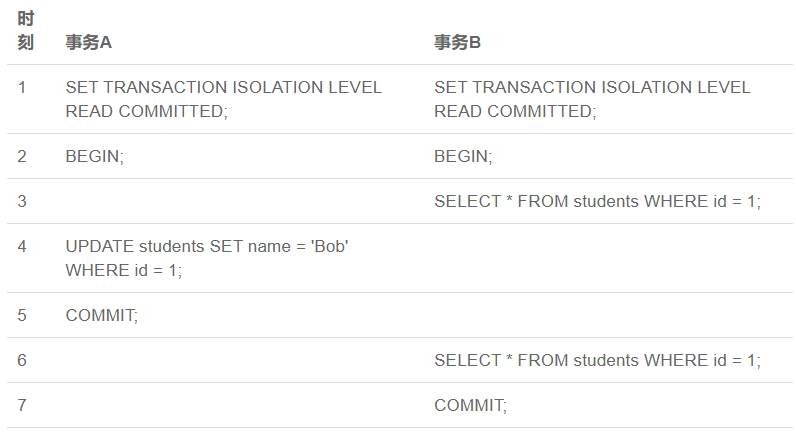 时
刻 事务A 事务B
1 SET TRANSACTION ISOLATION LEVEL SET TRANSACTION ISOLATION LEVEL
READ COMMITTED; READ COMMITTED;
2 BEGIN; BEGIN;
3 SELECT * FROM students WHERE id = 1;
4 UPDATE students SET name = 'Bob'
WHERE id = 1;
5 COMMIT;
6 SELECT * FROM students WHERE id = 1;
7 COMMIT;